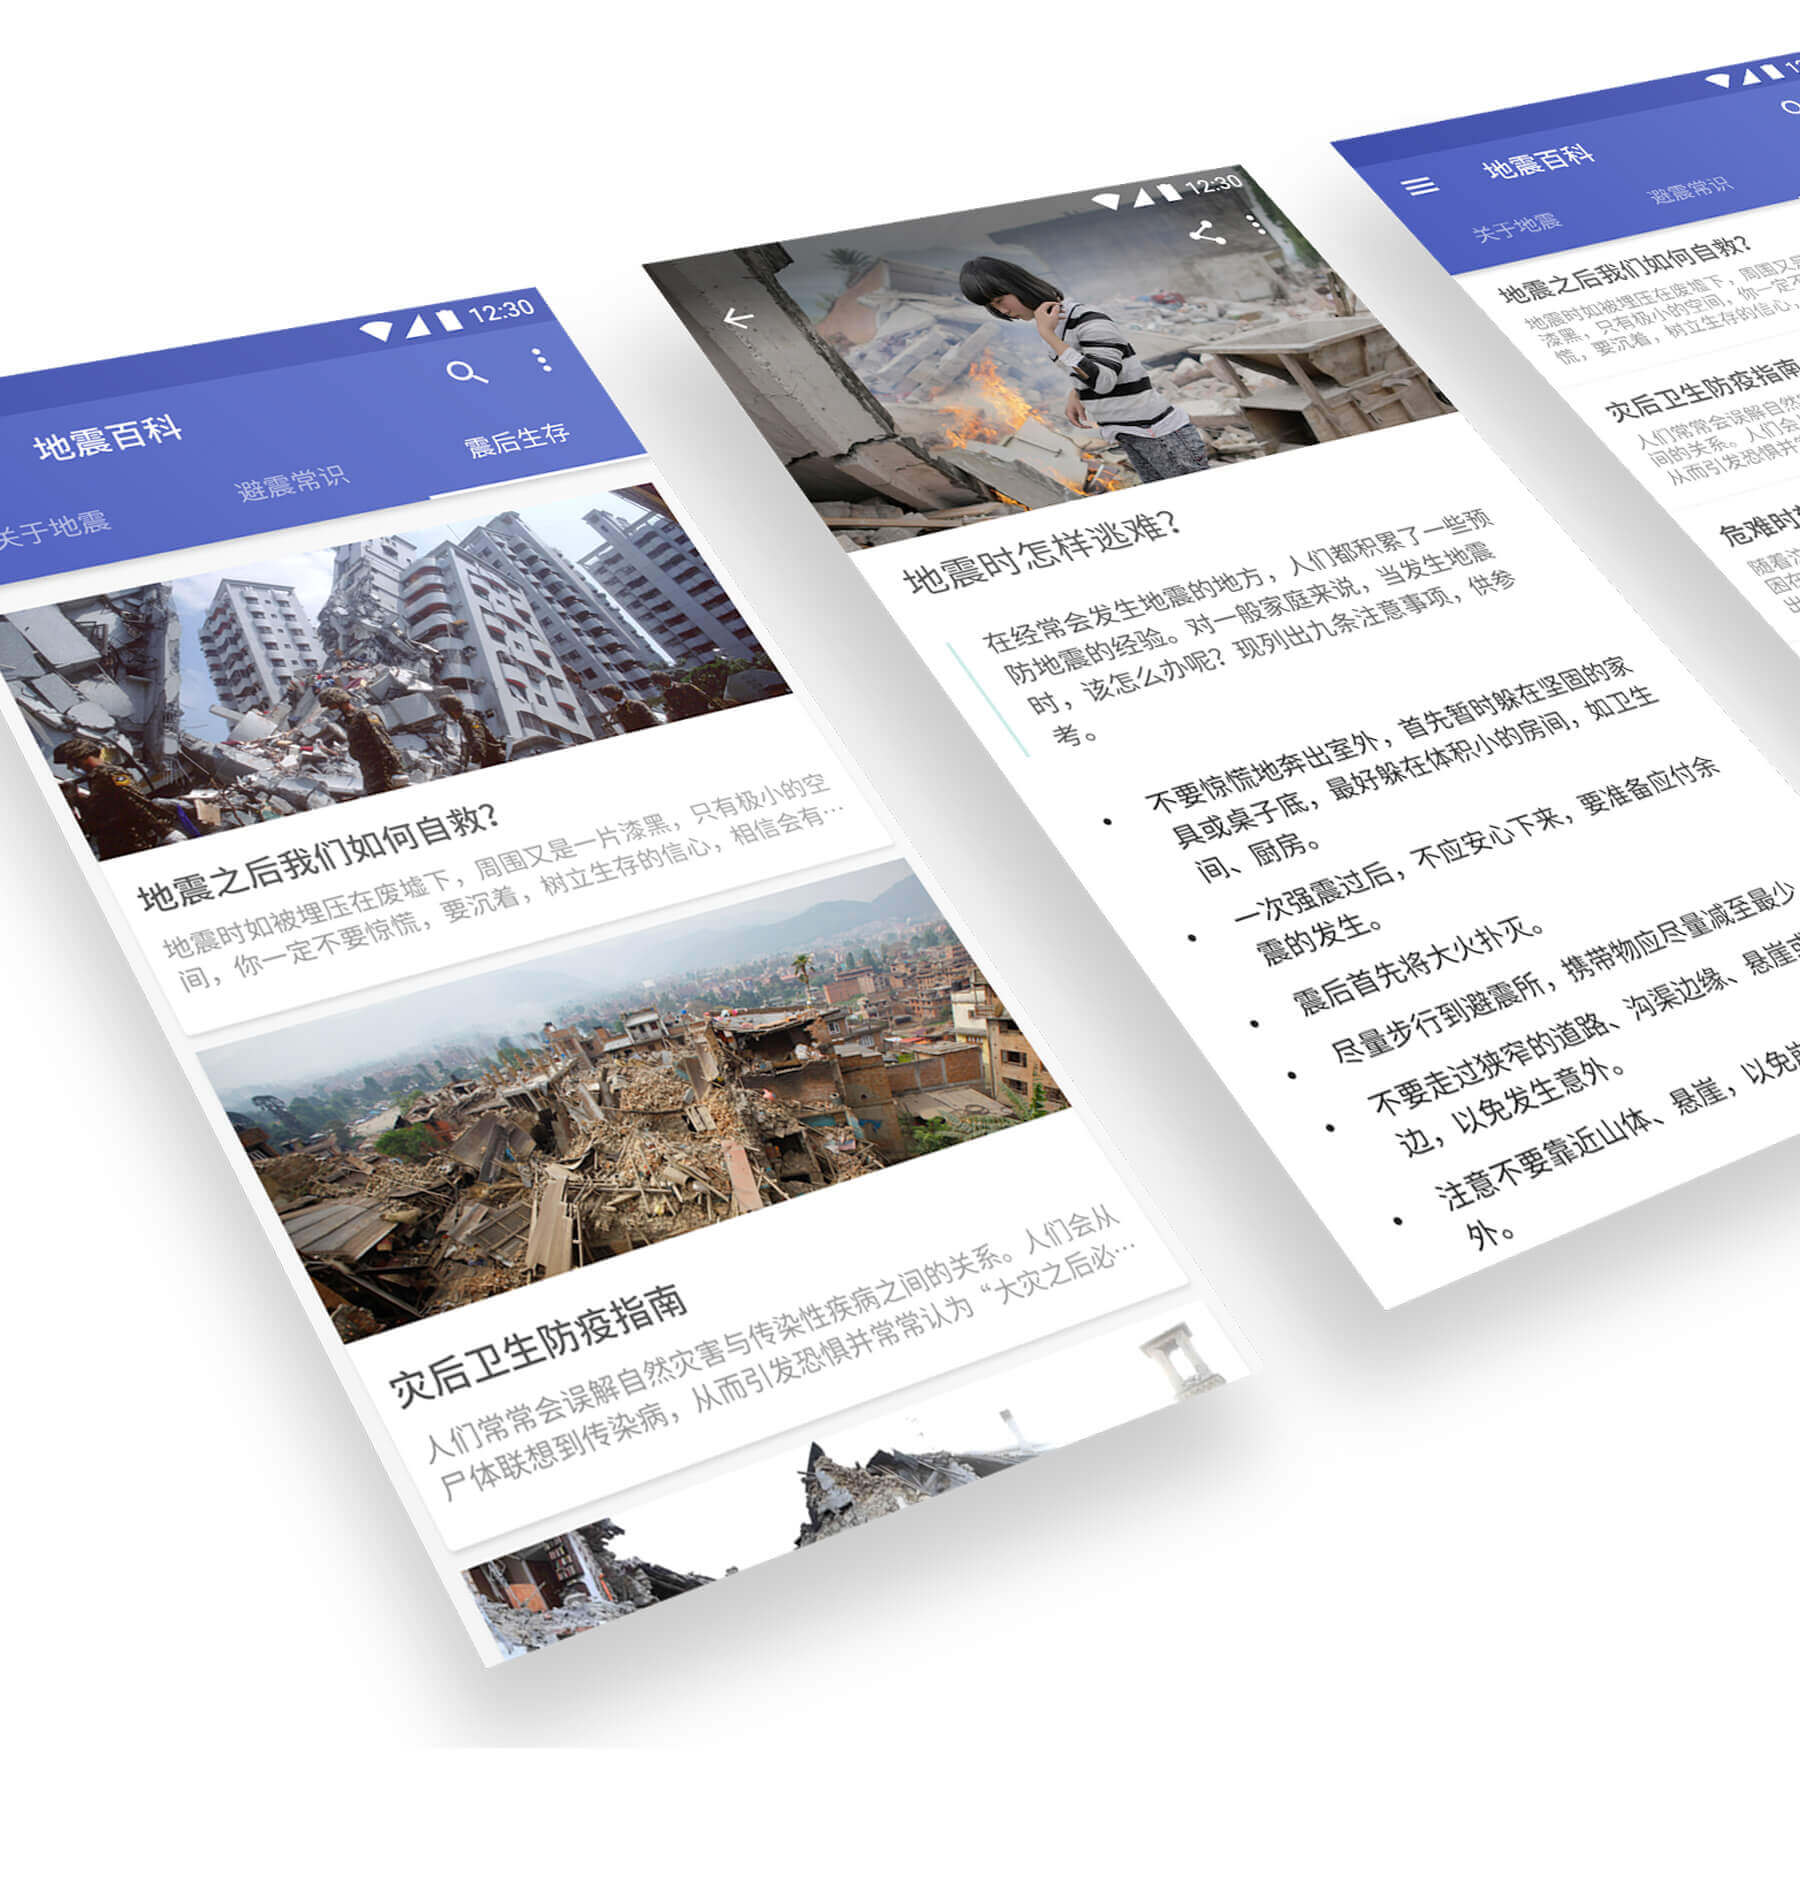 12:30
地震百科
关于地震
避震常识
震后生存
地震之后我们如何自救?
地震时如被埋压在废墟下，周围又是一片漆黑，只有极小的空
间，你一定不要惊慌，要沉着，树立生存的信心，相信会有…
灾后卫生防疫指南
人们常常会误解自然灾害与传染性疾病之间的关系。人们会从
尸体联想到传染病，从而引发恐惧并常常认为“大灾之后必…
12:30
地震时怎样逃难?
在经常会发生地震的地方，人们都积累了一些预
防地震的经验。对一般家庭来说，当发生地震
时，该怎么办呢？现列出九条注意事项，供参
考。
• 不要惊慌地奔出室外，首先暂时躲在坚固的家
具或桌子底，最好躲在体积小的房间，如卫生
间、厨房。
• 一次强震过后，不应安心下来，要准备应付余
震的发生。
• 震后首先将大火扑灭。
• 尽量步行到避震所，携带物应尽量减至最少
• 不要走过狭窄的道路、沟渠边缘、悬崖或
边，以免发生意外。
• 注意不要靠近山体、悬崖，以免崩
外。
地震百科
关于地震
避震常识
地震之后我们如何自救?
地震时如被埋压在废墟下，周围又是
漆黑，只有极小的空间，你一定不
慌，要沉着，树立生存的信心，
灾后卫生防疫指南
人们常常会误解自然
间的关系。人们会
从而引发恐惧并常
危难时
随着
困在
出